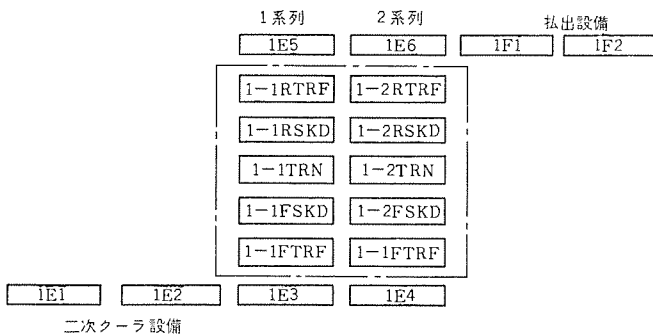 1系列 2系列 払出設備
1E5 1E6 1F1 1F2
1-1RTRF 1-2RTRF
1-1RSKD 1-2RSKD
1-1TRN 1-2TRN
1-1FSKD 1-2FSKD
1-1FTRF 1-1FTRF
1E1 1E2 1E3 1E4
二次クーラ設備